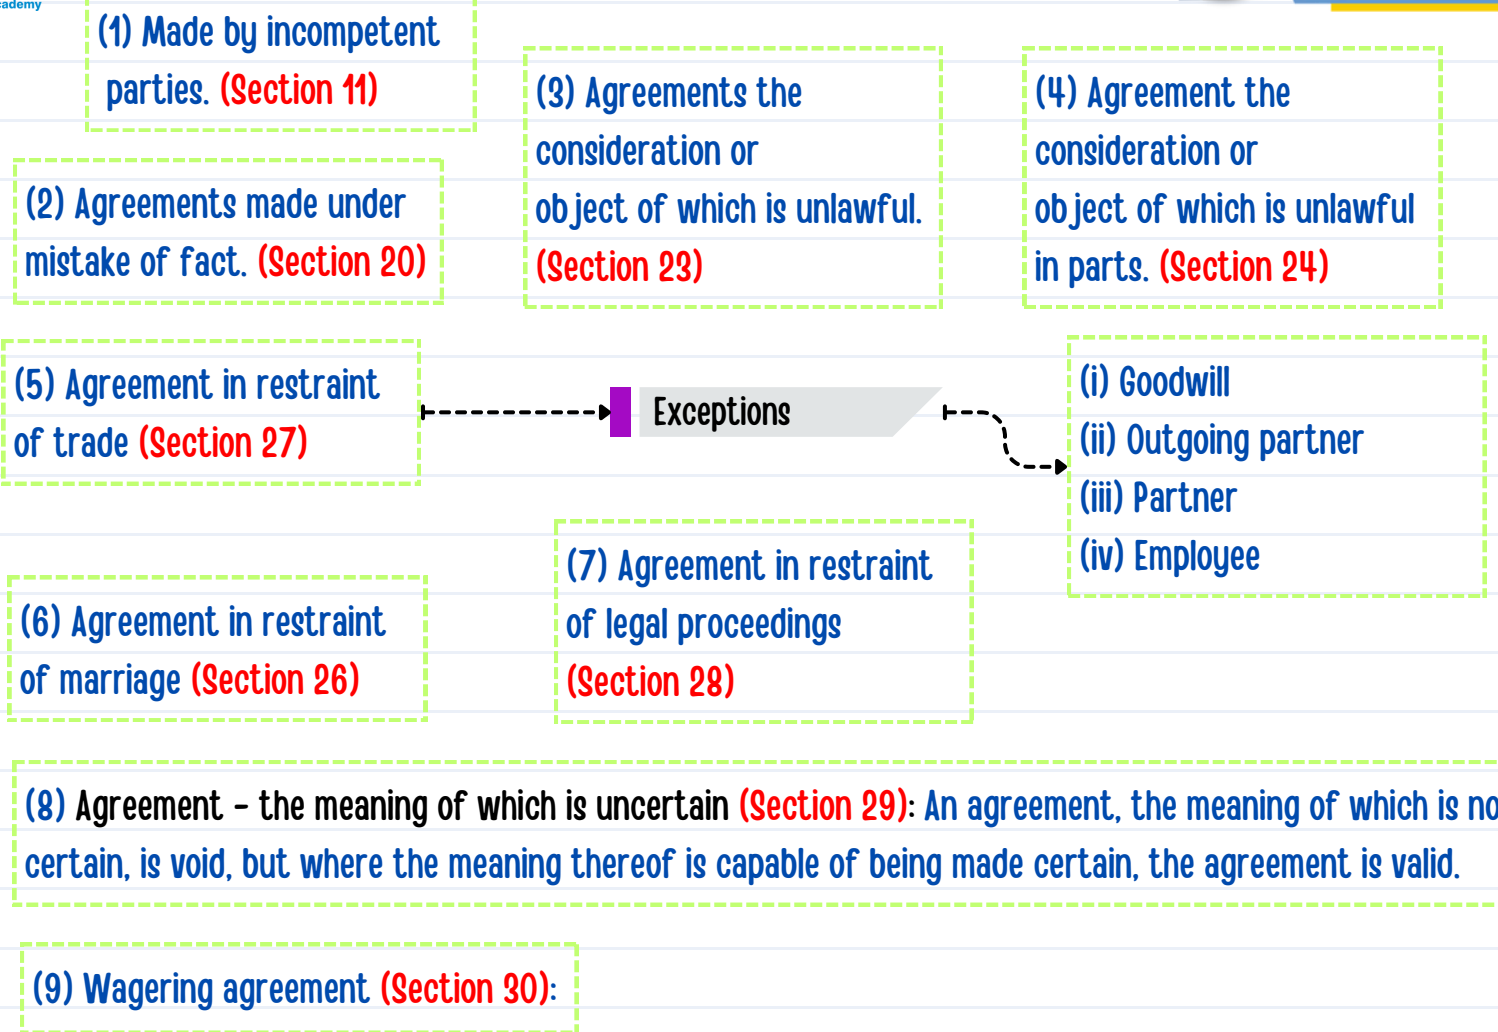 ademy
(1) Made by incompetent
parties. (Section 11)
(2) Agreements made under
mistake of fact. (Section 20)
(3) Agreements the
consideration or
object of which is unlawful.
(Section 23)
(4) Agreement the
consideration or
object of which is unlawful
in parts. (Section 24)
(5) Agreement in restraint
of trade (Section 27)
Exceptions
(i) Goodwill
(ii) Outgoing partner
(iii) Partner
(iv) Employee
(6) Agreement in restraint
of marriage (Section 26)
(7) Agreement in restraint
of legal proceedings
(Section 28)
(8) Agreement - the meaning of which is uncertain (Section 29): An agreement, the meaning of which is no
certain, is void, but where the meaning thereof is capable of being made certain, the agreement is valid.
(9) Wagering agreement (Section 30):